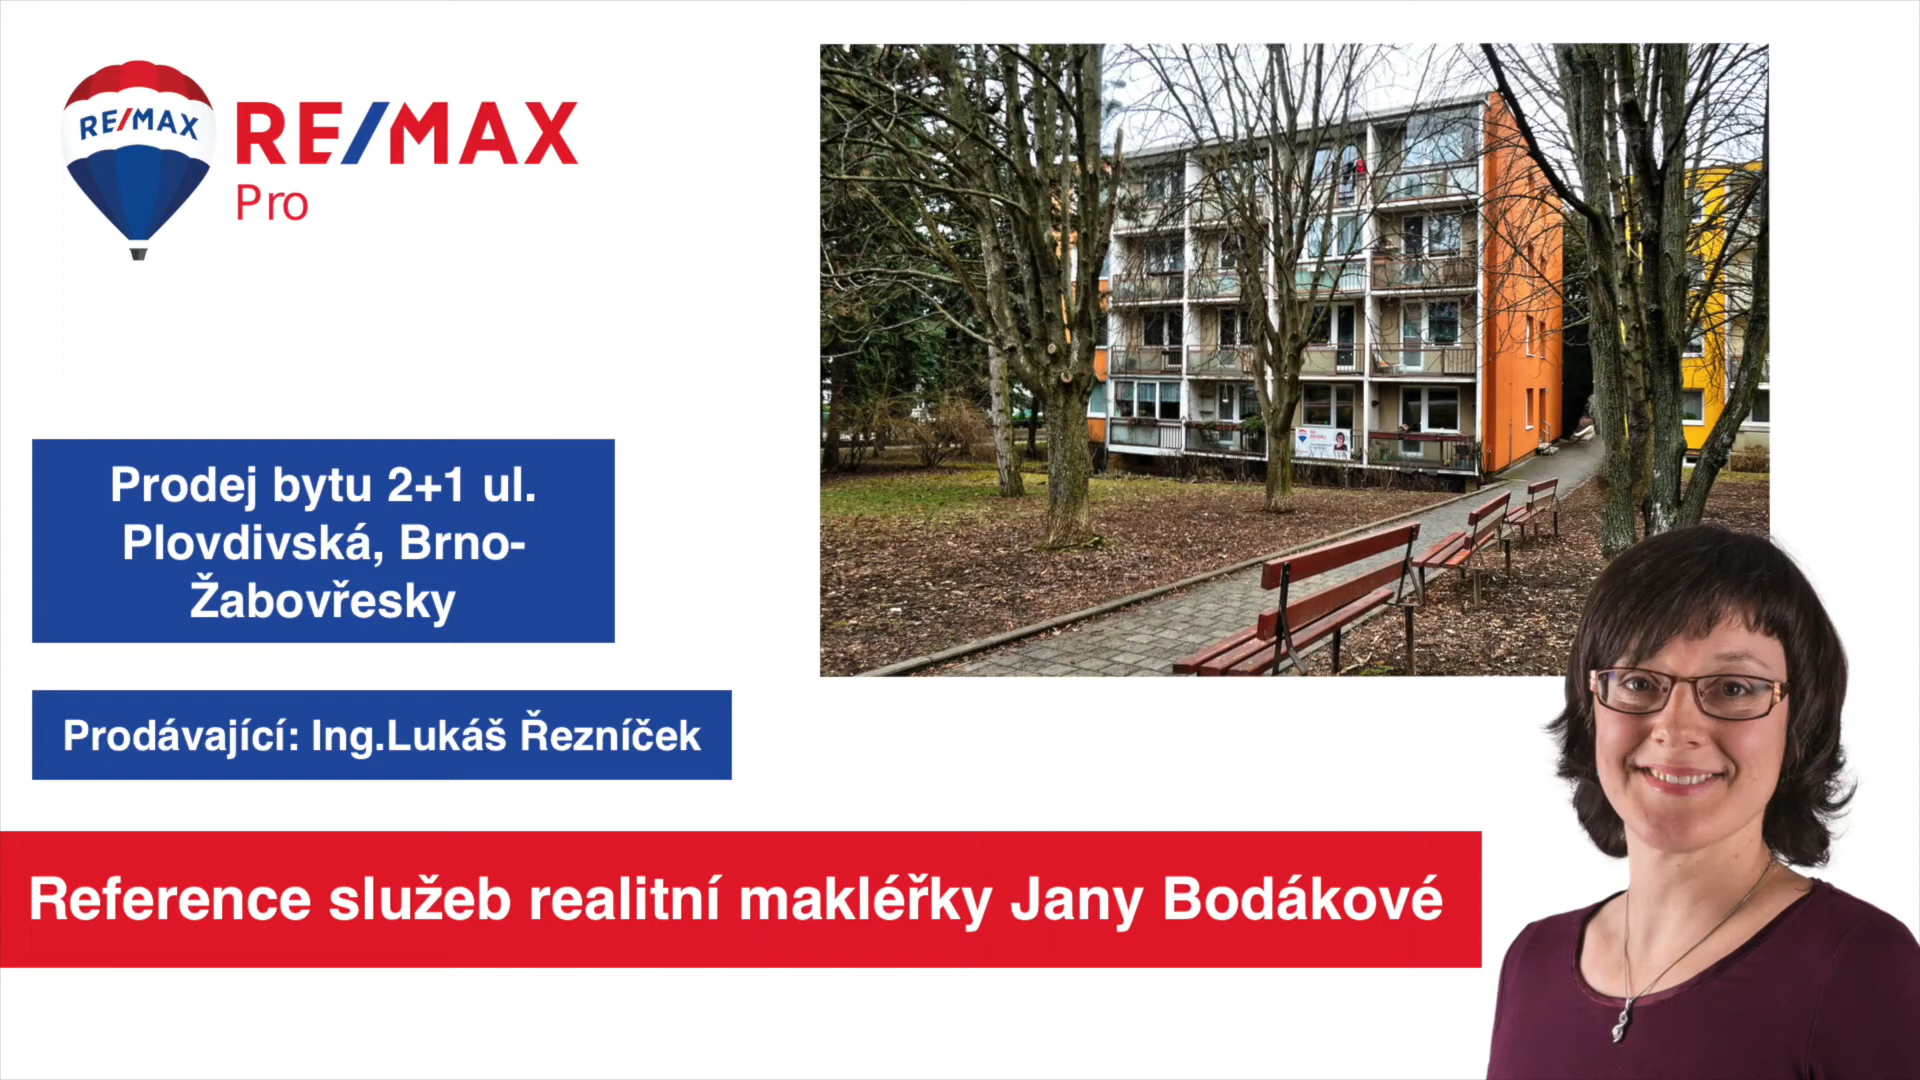 RE/MAX
RE/MAX
Pro
Prodej bytu 2+1 ul.
Plovdivská, Brno-
Žabovřesky
Prodávající: Ing.Lukáš Řezníček
Reference služeb realitní makléřky Jany Bodákové